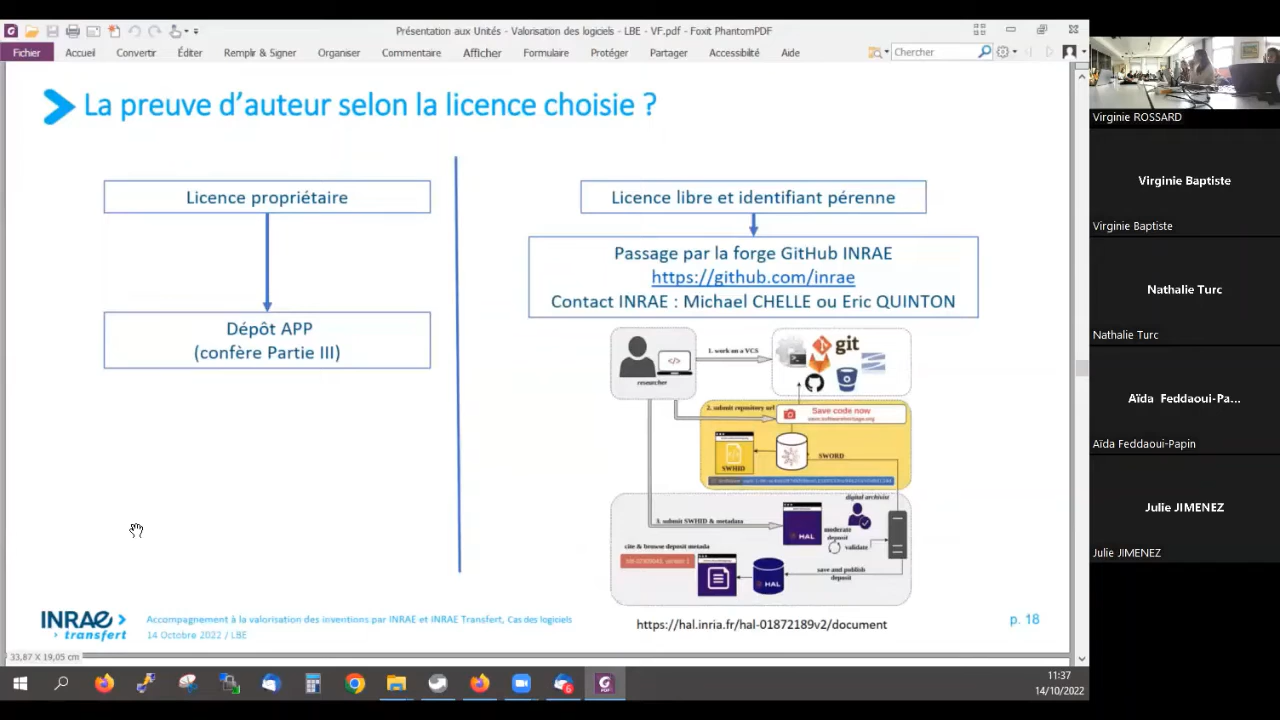 Présentation aux Unités - Valorisation des logiciels - LBE - VF.pdf - Foxit PhantomPDF
Fichier Accueil Convertir Éditer Remplir & Signer Organiser Commentaire Afficher Formulaire Protéger Partager Accessibilité Aide Chercher
La preuve d'auteur selon la licence choisie ?
Licence propriétaire
Dépôt APP
(confère Partie III)
Licence libre et identifiant pérenne
Passage par la forge GitHub INRAE
https://github.com/inrae
Contact INRAE : Michael CHELLE ou Eric QUINTON
researcher
1. work on a VCS
git
2. submit repository url
Save code now
SWHID
SWORD
3. submit SWHID & metadata
HAL
digital archivist
moderate
deposit
validate
cite & browse deposit metada
save and publish
deposit
HAL
https://hal.inria.fr/hal-01872189v2/document
INRAE
transfert
Accompagnement à la valorisation des inventions par INRAE et INRAE Transfert, Cas des logiciels
14 Octobre 2022 / LBE
p. 18
33,87 X 19,05 cm
11:37
14/10/2022
Virginie ROSSARD
Virginie Baptiste
Virginie Baptiste
Nathalie Turc
Nathalie Turc
Aïda Feddaoui-Pa...
Aïda Feddaoui-Papin
Julie JIMENEZ
Julie JIMENEZ